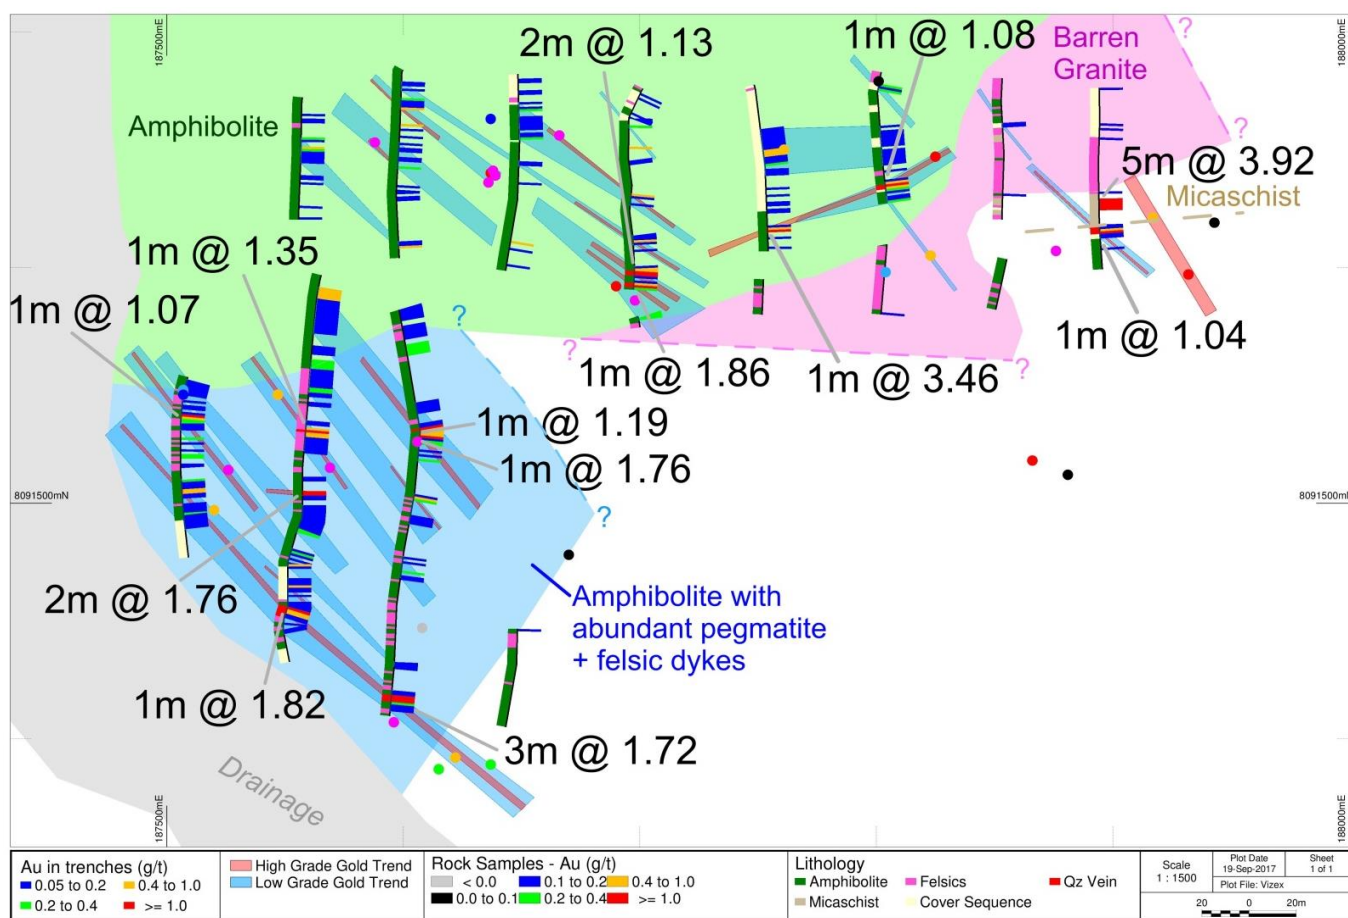 187500mE
188000mE
2m @ 1.13
1m @ 1.08
Barren
Granite
?
?
Amphibolite
5m @ 3.92
Micaschist
1m @ 1.35
1m @ 1.07
?
?
?
1m @ 1.04
1m @ 1.86
1m @ 3.46
1m @ 1.19
1m @ 1.76
8091500mN
8091500mN
?
2m @ 1.76
Amphibolite with
abundant pegmatite
+ felsic dykes
1m @ 1.82
3m @ 1.72
Drainage
187500mE
188000mE
Au in trenches (g/t)
0.05 to 0.2
0.4 to 1.0
0.2 to 0.4
>= 1.0
High Grade Gold Trend
Low Grade Gold Trend
Rock Samples - Au (g/t)
< 0.0
0.1 to 0.2
0.4 to 1.0
0.0 to 0.1
0.2 to 0.4
>= 1.0
Lithology
Amphibolite
Felsics
Qz Vein
Micaschist
Cover Sequence
Scale
1 : 1500
Plot Date
19-Sep-2017
Sheet
1 of 1
Plot File: Vizex
20
0
20m